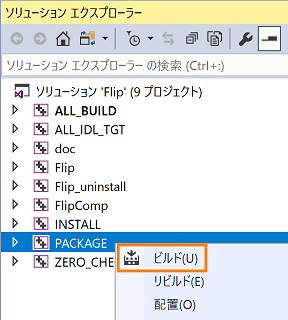 ソリューション エクスプローラー
ソリューション エクスプローラー の検索 (Ctrl+:)
ソリューション 'Flip' (9 プロジェクト)
ALL_BUILD
ALL_IDL_TGT
doc
Flip
Flip_uninstall
FlipComp
INSTALL
PACKAGE
ZERO_CHE
ビルド(U)
リビルド(E)
配置(O)